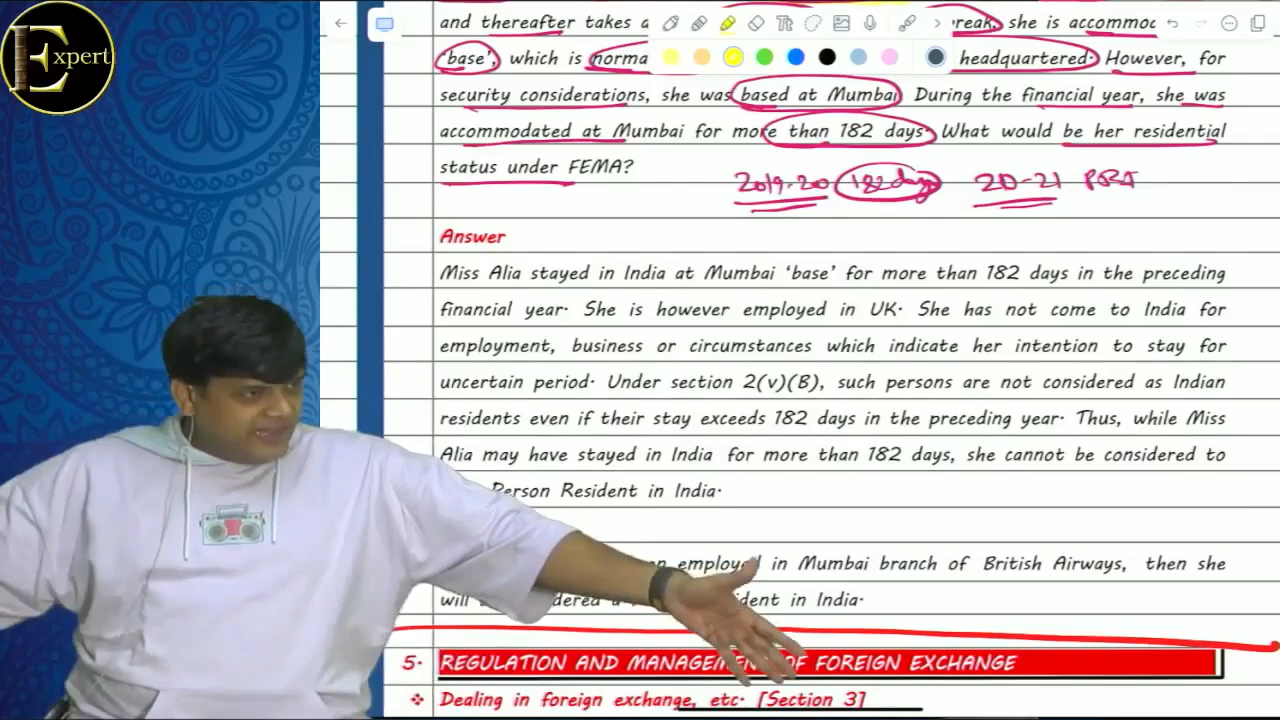 Expert
and thereafter takes a break, she is accommoc
'base', which is norma headquartered. However, for
security considerations, she was based at Mumbai. During the financial year, she was
accommodated at Mumbai for more than 182 days. What would be her residential
status under FEMA?
2019-20 182 days 20-21
Answer
Miss Alia stayed in India at Mumbai 'base' for more than 182 days in the preceding
financial year. She is however employed in UK. She has not come to India for
employment, business or circumstances which indicate her intention to stay for
uncertain period. Under section 2(v)(B), such persons are not considered as Indian
residents even if their stay exceeds 182 days in the preceding year. Thus, while Miss
Alia may have stayed in India for more than 182 days, she cannot be considered to
Person Resident in India.
employed in Mumbai branch of British Airways, then she
will in India.
5. REGULATION AND MANAGEMENT OF FOREIGN EXCHANGE
❖ Dealing in foreign exchange, etc. [Section 3]